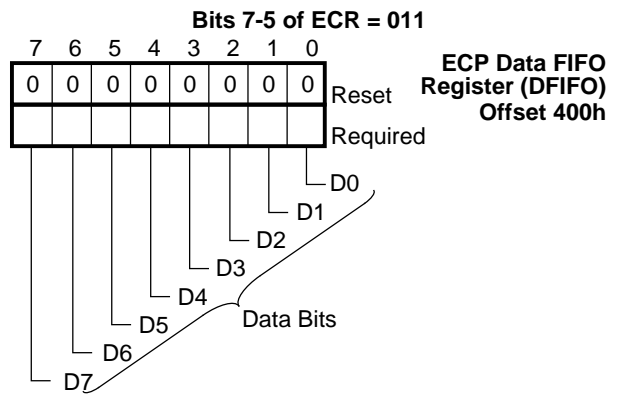 Bits 7-5 of ECR = 011
7 6 5 4 3 2 1 0
ECP Data FIFO
Register (DFIFO)
Offset 400h
0 0 0 0 0 0 0 0 Reset
Required
D0
D1
D2
D3
D4
D5
D6
D7
Data Bits